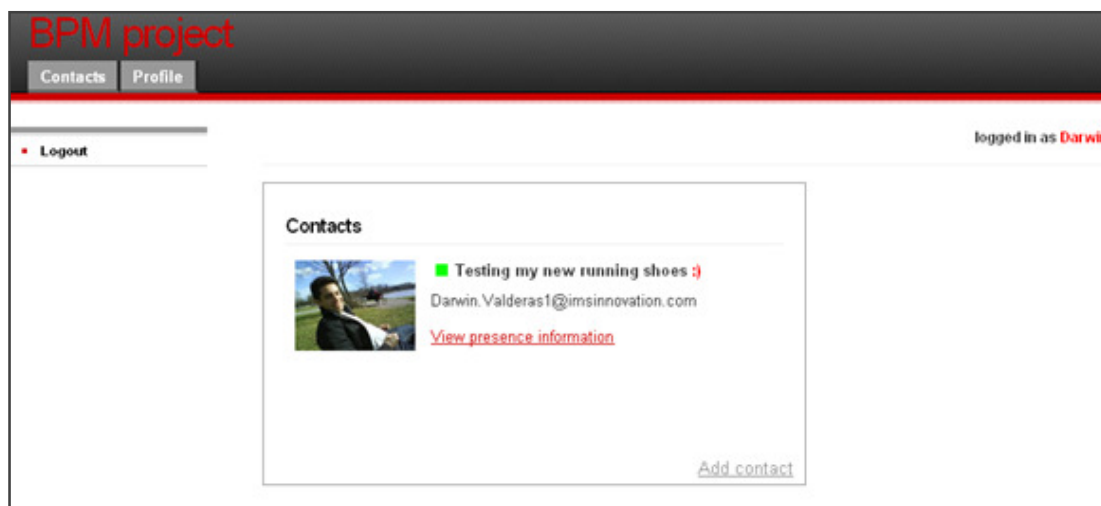 BPM project
Contacts Profile
Logout
logged in as Darwin
Contacts
Testing my new running shoes :)
Darwin.Valderas1@imsinnovation.com
View presence information
Add contact